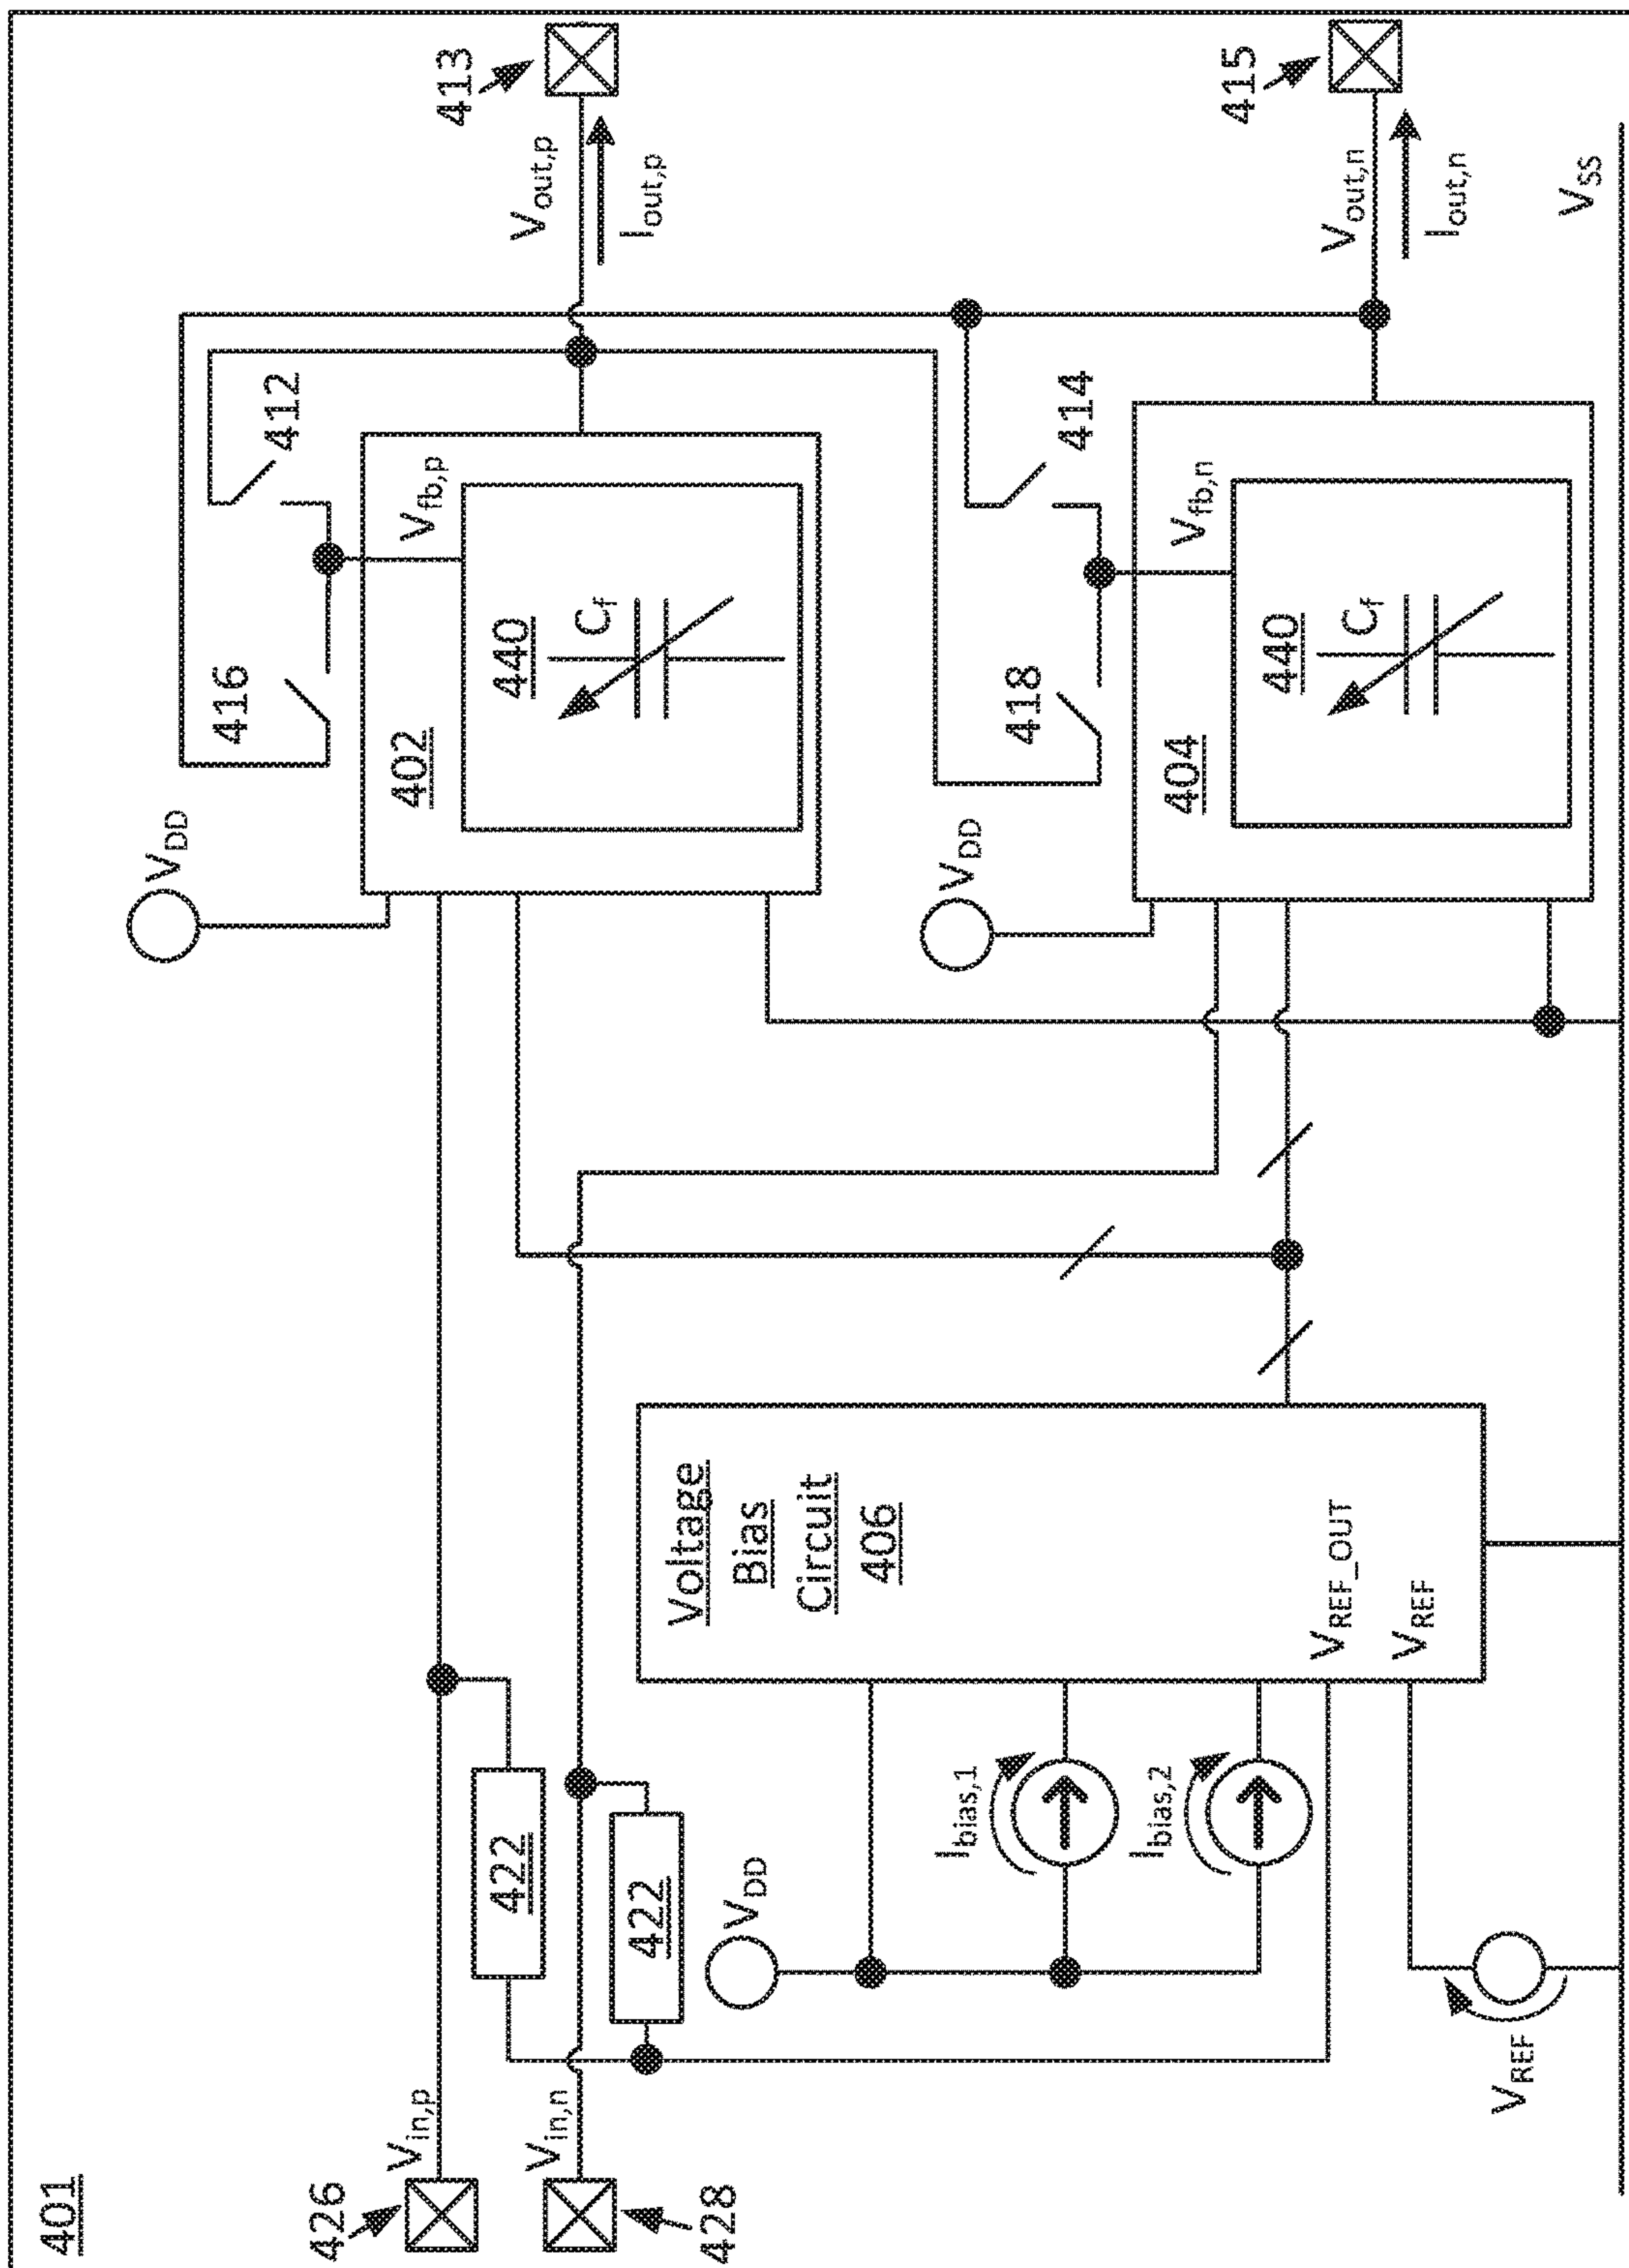 401
426
V_in,p
V_in,n
428
422
422
V_DD
I_bias,1
I_bias,2
V_REF
Voltage
Bias
Circuit
406
V_REF_OUT
V_REF
V_DD
416
412
402
V_fb,p
440
C_f
V_out,p
I_out,p
413
V_DD
418
414
404
V_fb,n
440
C_f
V_out,n
I_out,n
415
V_SS